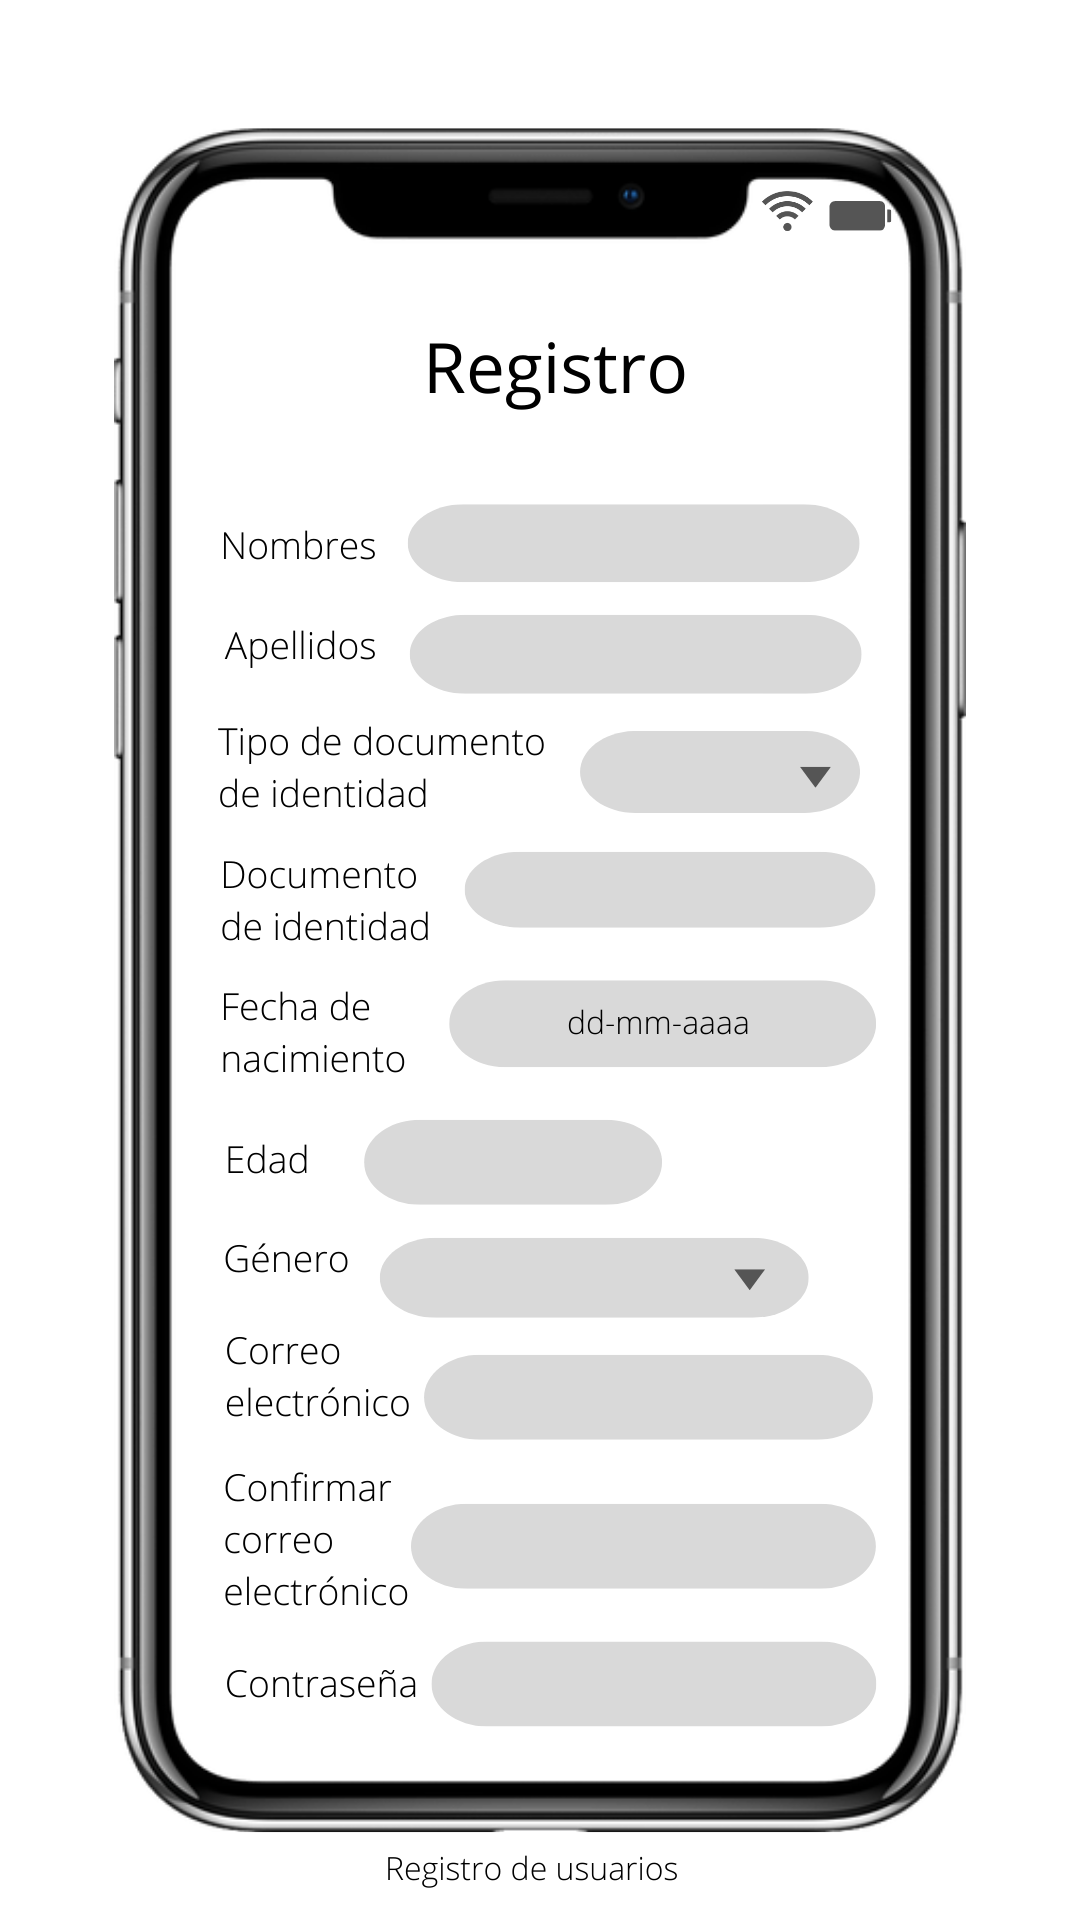 Registro
Nombres
Apellidos
Tipo de documento
de identidad
Documento
de identidad
Fecha de
nacimiento
dd-mm-aaaa
Edad
Género
Correo
electrónico
Confirmar
correo
electrónico
Contraseña
Registro de usuarios